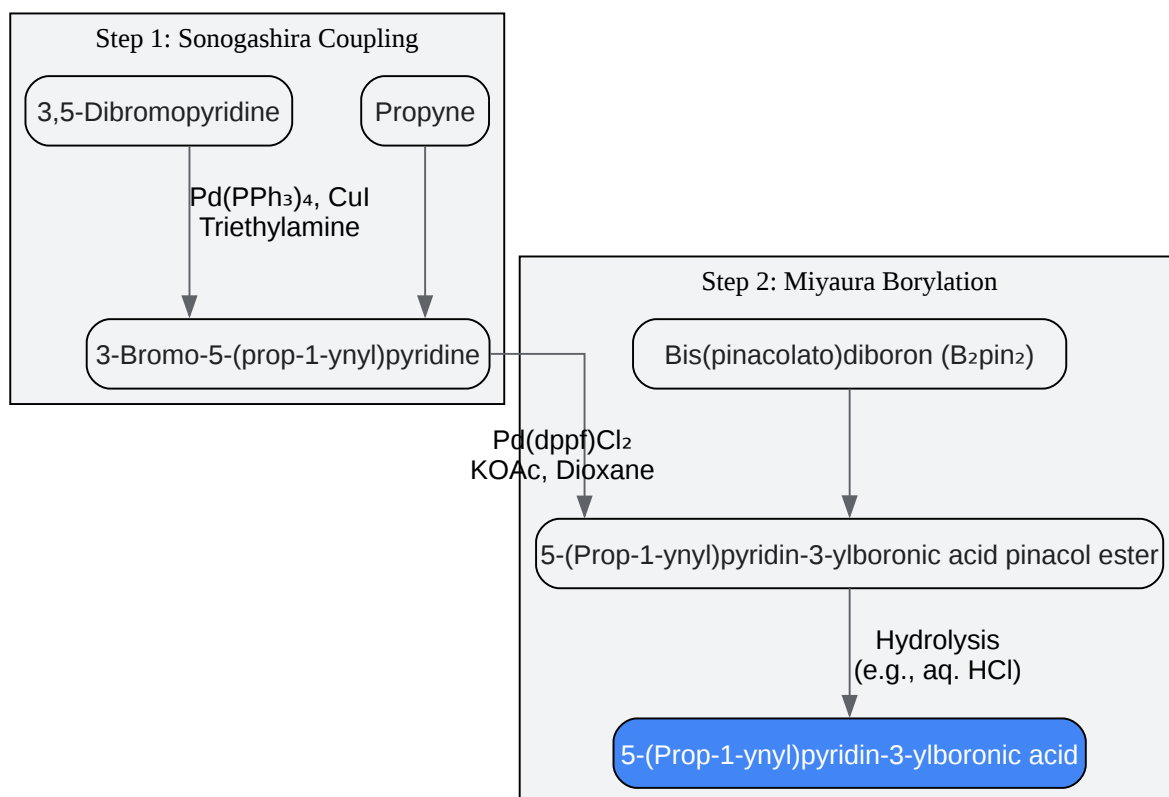 Step 1: Sonogashira Coupling
3,5-Dibromopyridine
Propyne
Pd(PPh₃)₄, CuI
Triethylamine
3-Bromo-5-(prop-1-ynyl)pyridine
Step 2: Miyaura Borylation
Bis(pinacolato)diboron (B₂pin₂)
Pd(dppf)Cl₂
KOAc, Dioxane
5-(Prop-1-ynyl)pyridin-3-ylboronic acid pinacol ester
Hydrolysis
(e.g., aq. HCl)
5-(Prop-1-ynyl)pyridin-3-ylboronic acid